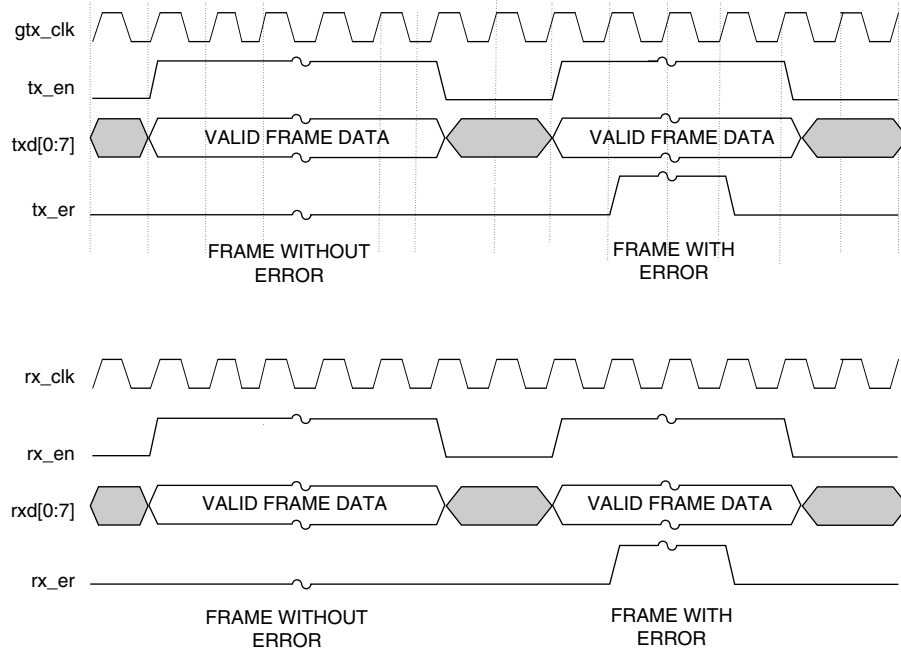 gtx_clk
tx_en
txd[0:7]
VALID FRAME DATA
VALID FRAME DATA
tx_er
FRAME WITHOUT
ERROR
FRAME WITH
ERROR
rx_clk
rx_en
rxd[0:7]
VALID FRAME DATA
VALID FRAME DATA
rx_er
FRAME WITHOUT
ERROR
FRAME WITH
ERROR